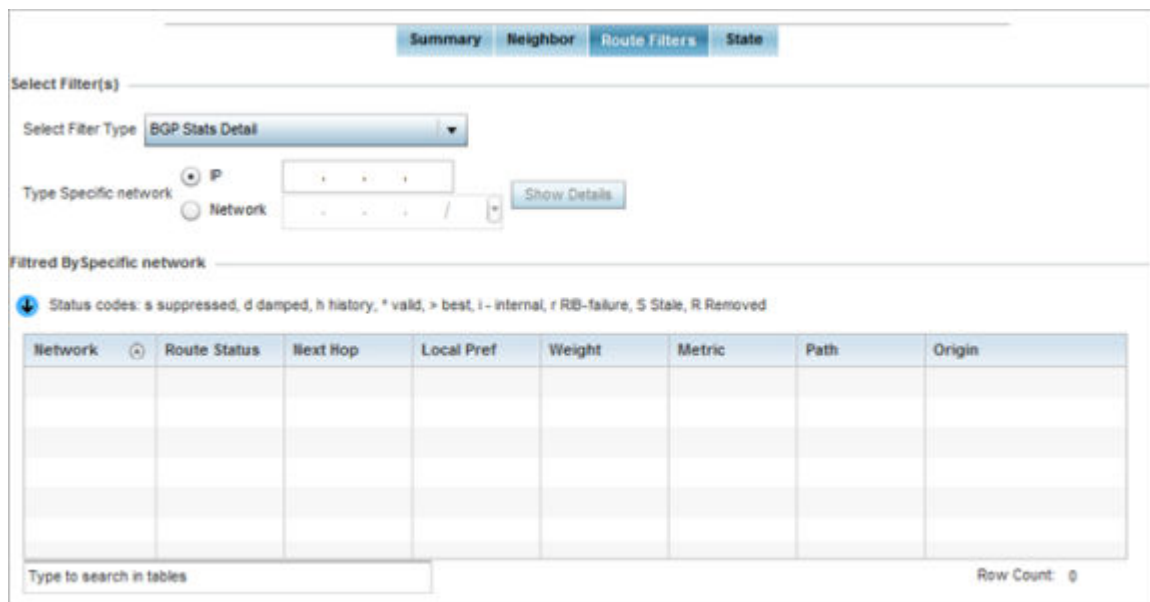 Summary Neighbor Route Filters State
Select Filter(s)
Select Filter Type BGP Stats Detail
Type Specific network
IP . . .
Network . . . /
Show Details
Filtred BySpecific network
Status codes: s suppressed, d damped, h history, * valid, > best, i - internal, r RIB-failure, S Stale, R Removed
Network Route Status Next Hop Local Pref Weight Metric Path Origin
Type to search in tables Row Count: 0